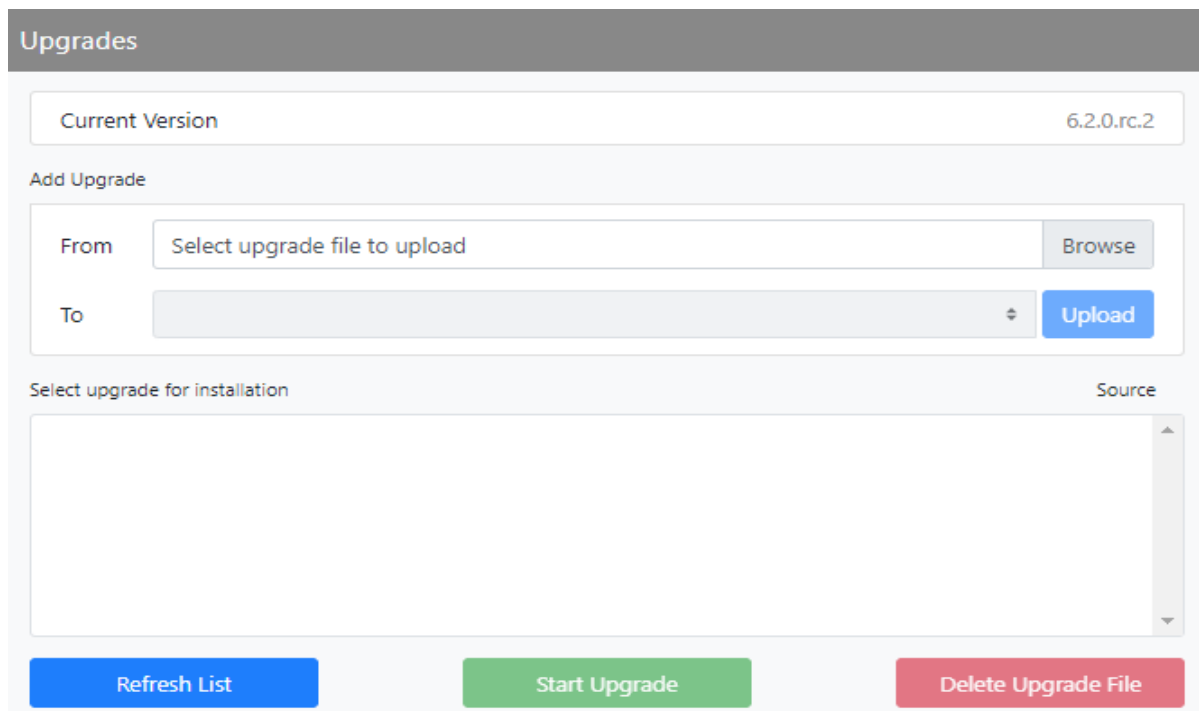 Upgrades
Current Version 6.2.0.rc.2
Add Upgrade
From Select upgrade file to upload Browse
To Upload
Select upgrade for installation Source
Refresh List Start Upgrade Delete Upgrade File